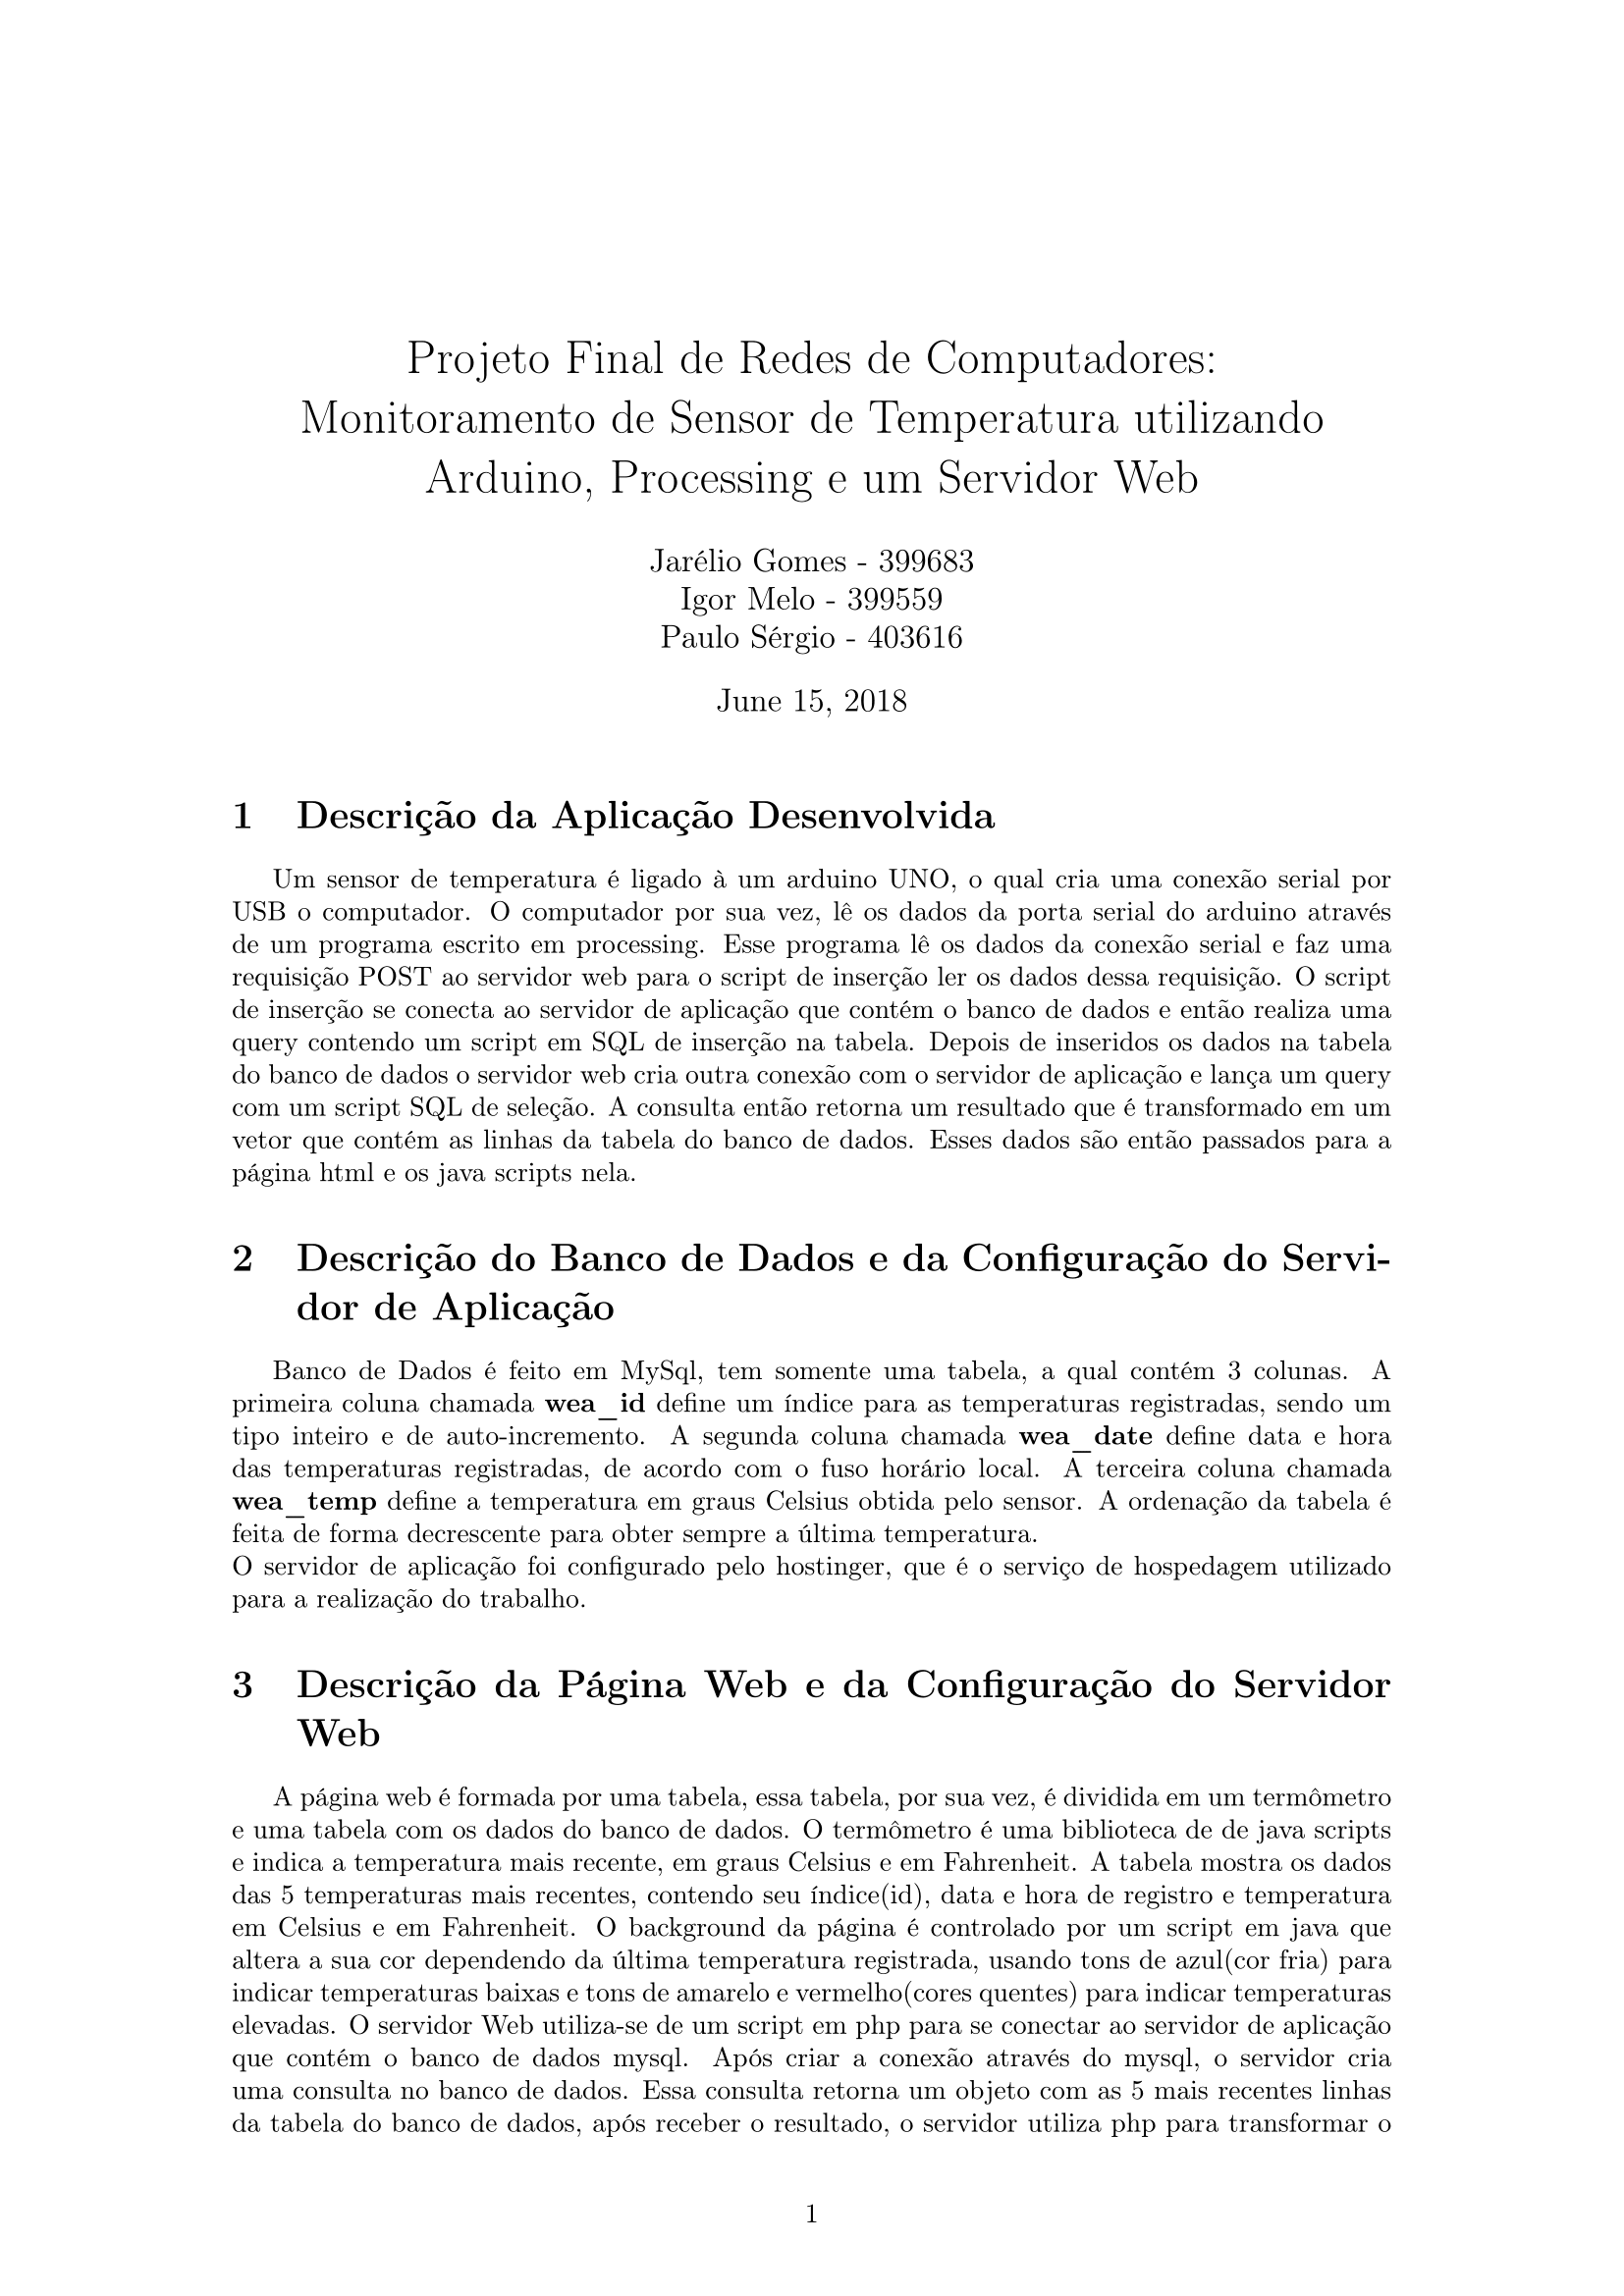 Projeto Final de Redes de Computadores:
Monitoramento de Sensor de Temperatura utilizando
Arduino, Processing e um Servidor Web
Jarélio Gomes - 399683
Igor Melo - 399559
Paulo Sérgio - 403616
June 15, 2018
1 Descrição da Aplicação Desenvolvida
Um sensor de temperatura é ligado à um arduino UNO, o qual cria uma conexão serial por
USB o computador. O computador por sua vez, lê os dados da porta serial do arduino através
de um programa escrito em processing. Esse programa lê os dados da conexão serial e faz uma
requisição POST ao servidor web para o script de inserção ler os dados dessa requisição. O script
de inserção se conecta ao servidor de aplicação que contém o banco de dados e então realiza uma
query contendo um script em SQL de inserção na tabela. Depois de inseridos os dados na tabela
do banco de dados o servidor web cria outra conexão com o servidor de aplicação e lança um query
com um script SQL de seleção. A consulta então retorna um resultado que é transformado em um
vetor que contém as linhas da tabela do banco de dados. Esses dados são então passados para a
página html e os java scripts nela.
2 Descrição do Banco de Dados e da Configuração do Servi-
dor de Aplicação
Banco de Dados é feito em MySql, tem somente uma tabela, a qual contém 3 colunas. A
primeira coluna chamada wea_id define um índice para as temperaturas registradas, sendo um
tipo inteiro e de auto-incremento. A segunda coluna chamada wea_date define data e hora
das temperaturas registradas, de acordo com o fuso horário local. A terceira coluna chamada
wea_temp define a temperatura em graus Celsius obtida pelo sensor. A ordenação da tabela é
feita de forma decrescente para obter sempre a última temperatura.
O servidor de aplicação foi configurado pelo hostinger, que é o serviço de hospedagem utilizado
para a realização do trabalho.
3 Descrição da Página Web e da Configuração do Servidor
Web
A página web é formada por uma tabela, essa tabela, por sua vez, é dividida em um termômetro
e uma tabela com os dados do banco de dados. O termômetro é uma biblioteca de de java scripts
e indica a temperatura mais recente, em graus Celsius e em Fahrenheit. A tabela mostra os dados
das 5 temperaturas mais recentes, contendo seu índice(id), data e hora de registro e temperatura
em Celsius e em Fahrenheit. O background da página é controlado por um script em java que
altera a sua cor dependendo da última temperatura registrada, usando tons de azul(cor fria) para
indicar temperaturas baixas e tons de amarelo e vermelho(cores quentes) para indicar temperaturas
elevadas. O servidor Web utiliza-se de um script em php para se conectar ao servidor de aplicação
que contém o banco de dados mysql. Após criar a conexão através do mysql, o servidor cria
uma consulta no banco de dados. Essa consulta retorna um objeto com as 5 mais recentes linhas
da tabela do banco de dados, após receber o resultado, o servidor utiliza php para transformar o
1